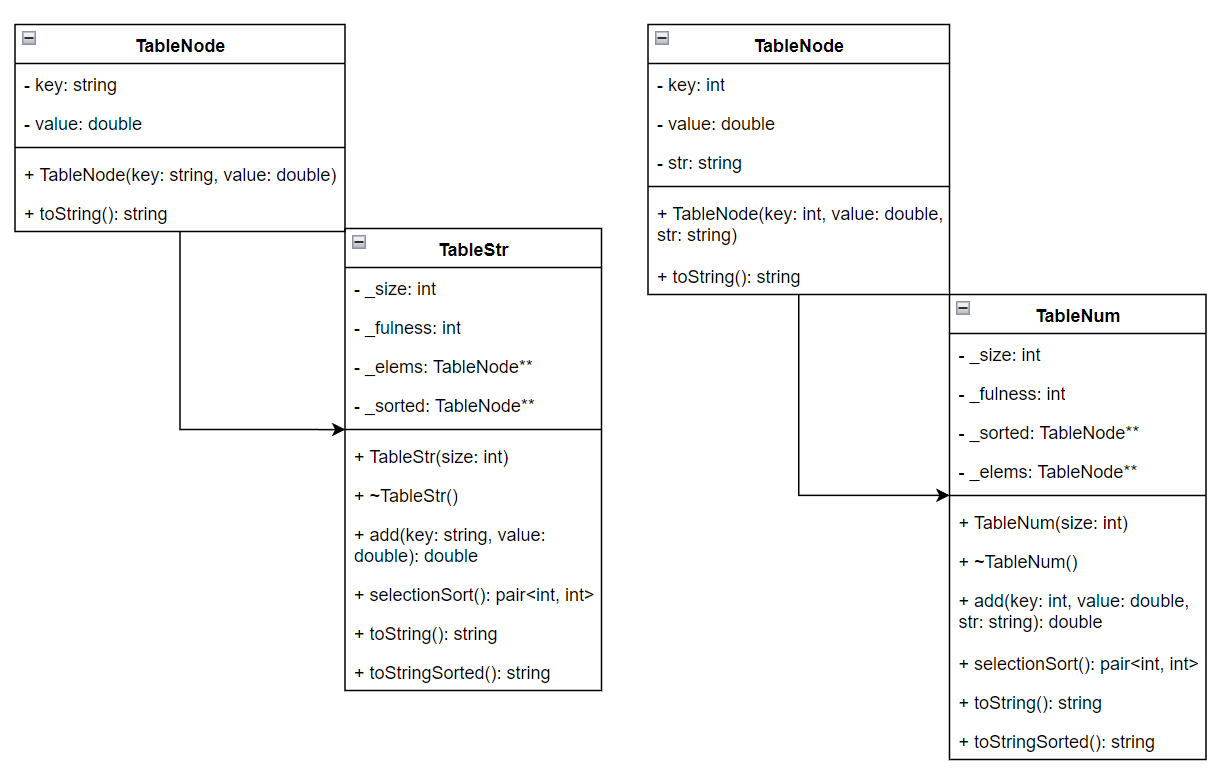 TableNode
- key: string
- value: double
+ TableNode(key: string, value: double)
+ toString(): string
TableStr
- _size: int
- _fulness: int
- _elems: TableNode**
- _sorted: TableNode**
+ TableStr(size: int)
+ ~TableStr()
+ add(key: string, value:
double): double
+ selectionSort(): pair<int, int>
+ toString(): string
+ toStringSorted(): string
TableNode
- key: int
- value: double
- str: string
+ TableNode(key: int, value: double,
str: string)
+ toString(): string
TableNum
- _size: int
- _fulness: int
- _sorted: TableNode**
- _elems: TableNode**
+ TableNum(size: int)
+ ~TableNum()
+ add(key: int, value: double,
str: string): double
+ selectionSort(): pair<int, int>
+ toString(): string
+ toStringSorted(): string